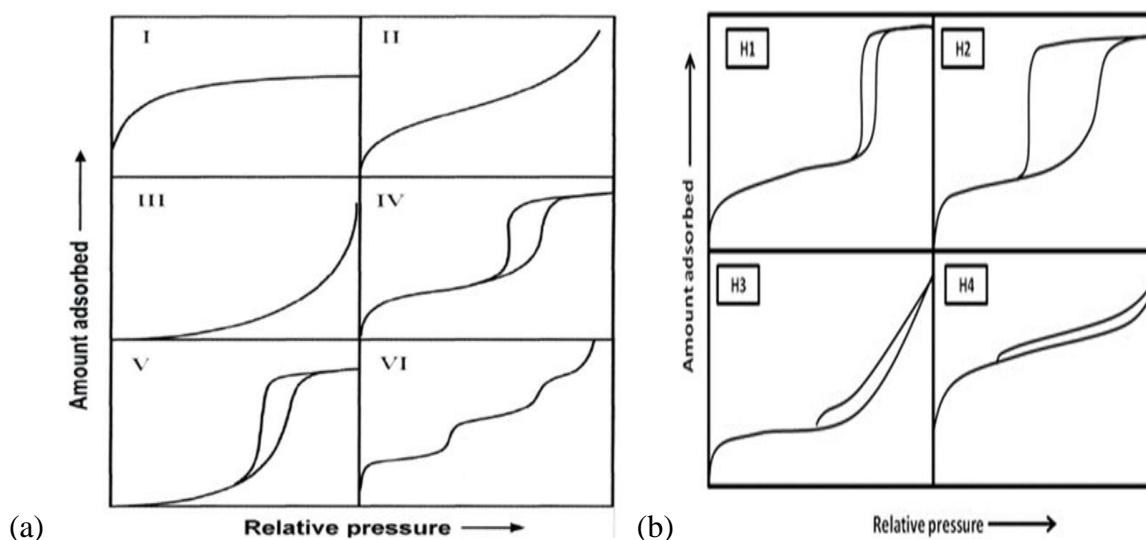 I
II
III
IV
V
VI
Amount adsorbed
Relative pressure
(a)
H1
H2
H3
H4
Amount adsorbed
Relative pressure
(b)